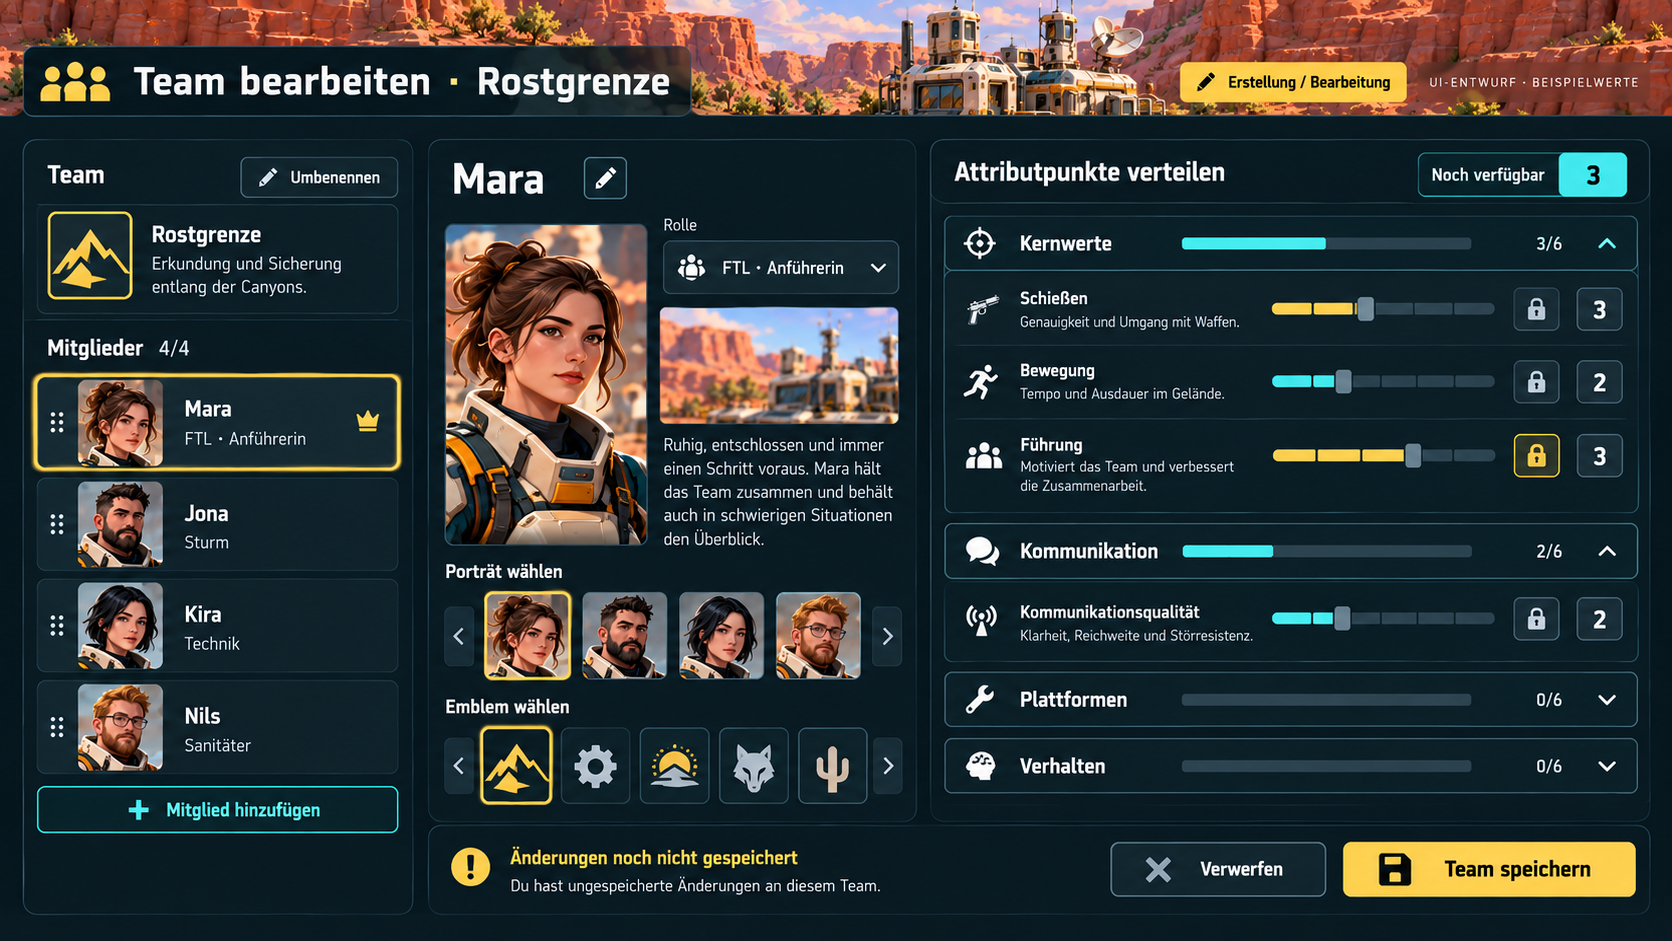 Team bearbeiten · Rostgrenze
Erstellung / Bearbeitung
UI-ENTWURF · BEISPIELWERTE
Team
Umbenennen
Rostgrenze
Erkundung und Sicherung
entlang der Canyons.
Mitglieder 4/4
Mara
FTL · Anführerin
Jona
Sturm
Kira
Technik
Nils
Sanitäter
Mitglied hinzufügen
Mara
Rolle
FTL · Anführerin
Ruhig, entschlossen und immer
einen Schritt voraus. Mara hält
das Team zusammen und behält
auch in schwierigen Situationen
den Überblick.
Porträt wählen
Emblem wählen
Attributpunkte verteilen
Noch verfügbar 3
Kernwerte 3/6
Schießen
Genauigkeit und Umgang mit Waffen.
3
Bewegung
Tempo und Ausdauer im Gelände.
2
Führung
Motiviert das Team und verbessert
die Zusammenarbeit.
3
Kommunikation 2/6
Kommunikationsqualität
Klarheit, Reichweite und Störresistenz.
2
Plattformen 0/6
Verhalten 0/6
Änderungen noch nicht gespeichert
Du hast ungespeicherte Änderungen an diesem Team.
Verwerfen
Team speichern